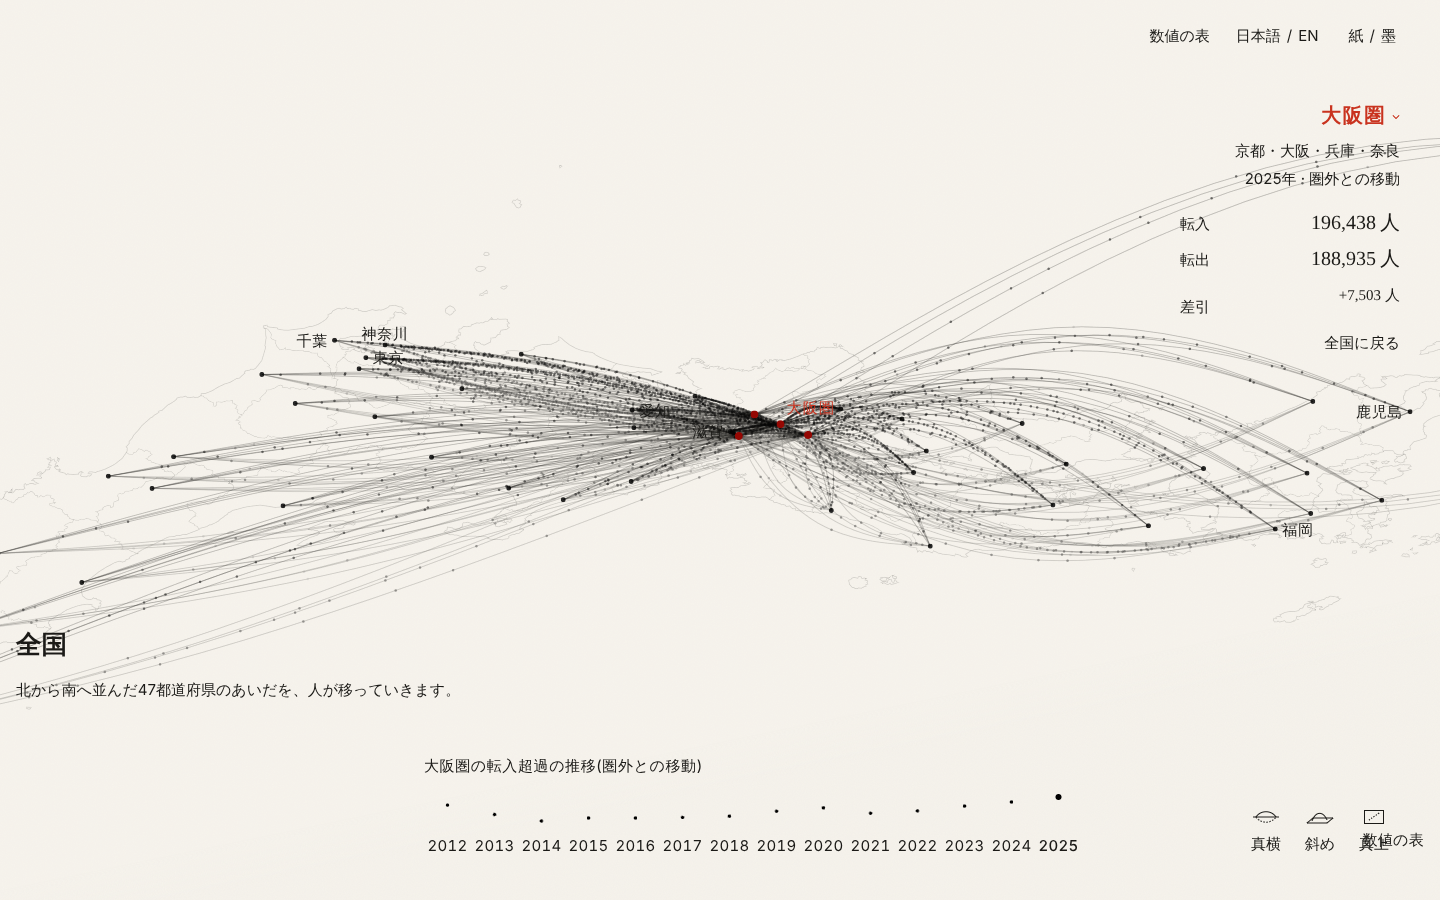 数値の表 日本語 / EN 紙 / 墨
大阪圏
京都・大阪・兵庫・奈良
2025年 · 圏外との移動
転入 196,438 人
転出 188,935 人
差引 +7,503 人
全国に戻る
千葉
神奈川
東京
愛知
滋賀
大阪圏
鹿児島
福岡
全国
北から南へ並んだ47都道府県のあいだを、人が移っていきます。
大阪圏の転入超過の推移(圏外との移動)
2012 2013 2014 2015 2016 2017 2018 2019 2020 2021 2022 2023 2024 2025
真横 斜め 真上
数値の表